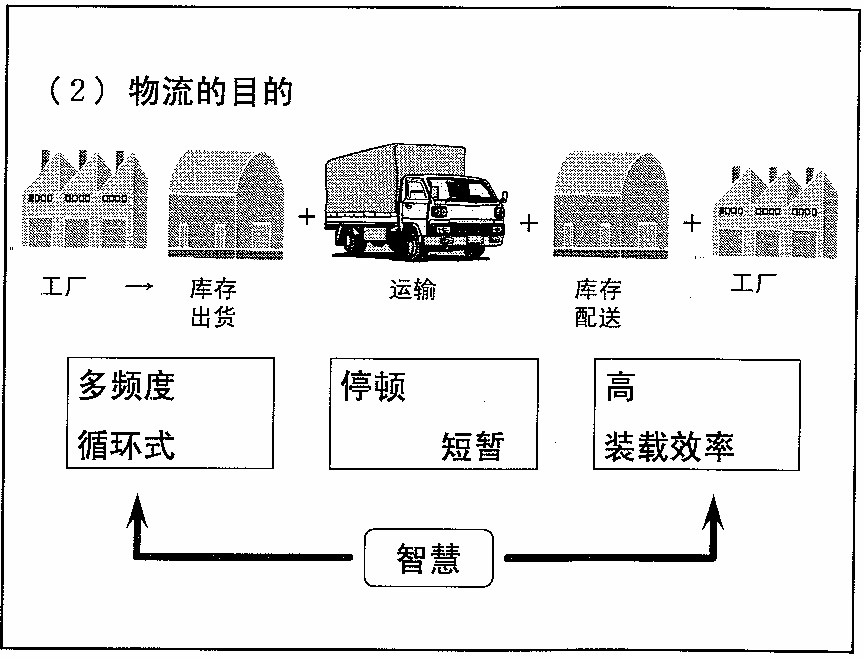 （2）物流的目的
+ + +
工厂 → 库存 运输 库存 工厂
出货 配送
多频度 停顿 高
循环式 短暂 装载效率
智慧